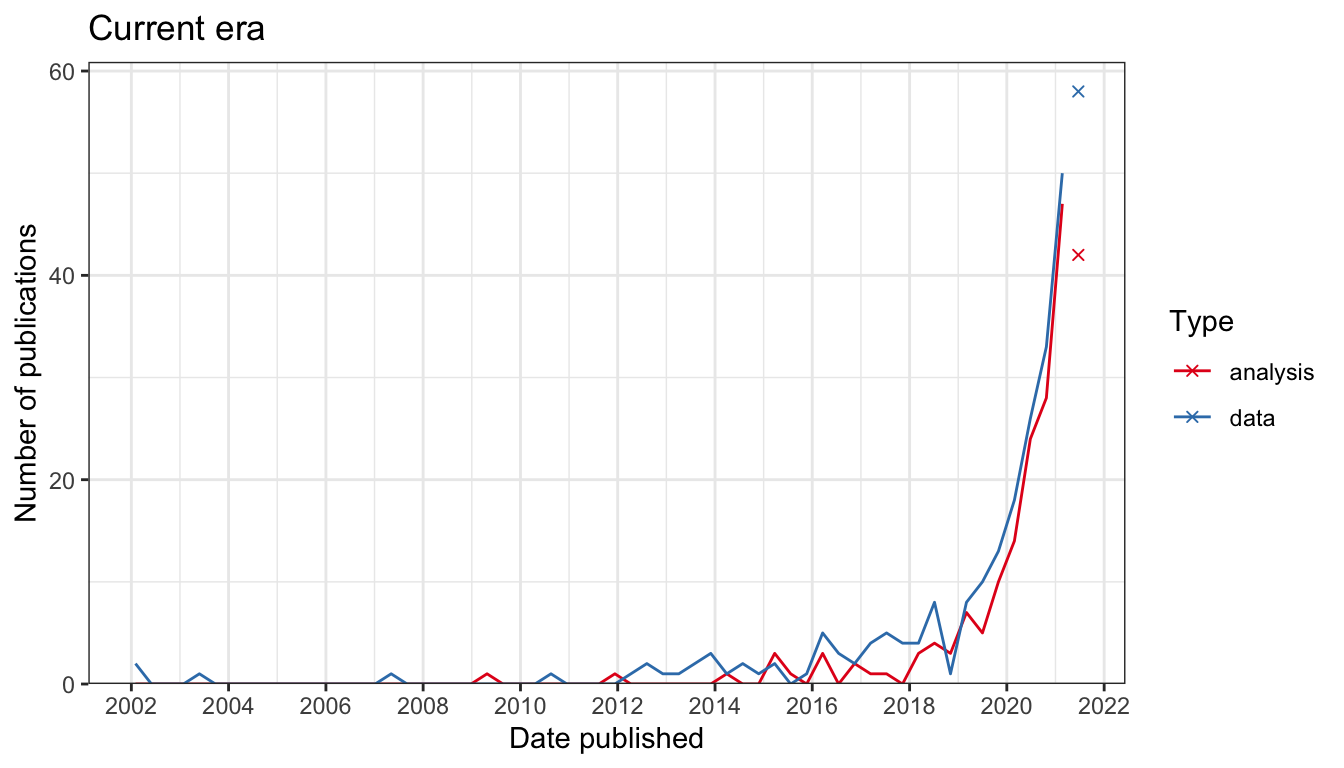 Current era
60
40
20
0
Number of publications
2002 2004 2006 2008 2010 2012 2014 2016 2018 2020 2022
Date published
Type
analysis
data